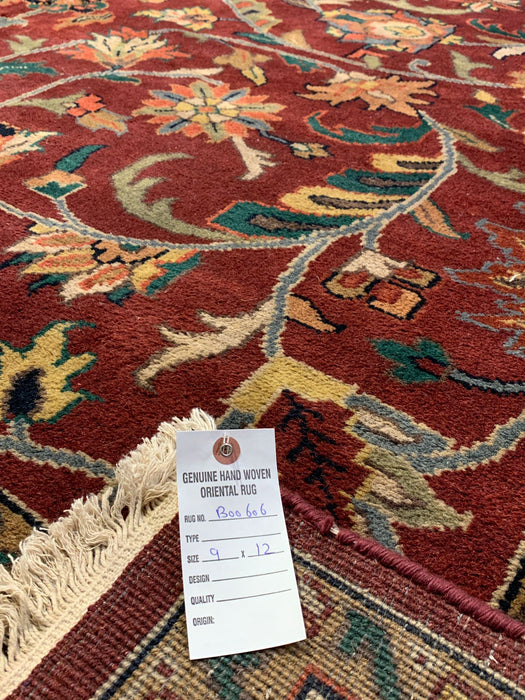 GENUINE HAND WOVEN
ORIENTAL RUG
RUG NO. B00606
TYPE
SIZE 9 X 12
DESIGN
QUALITY
ORIGIN: